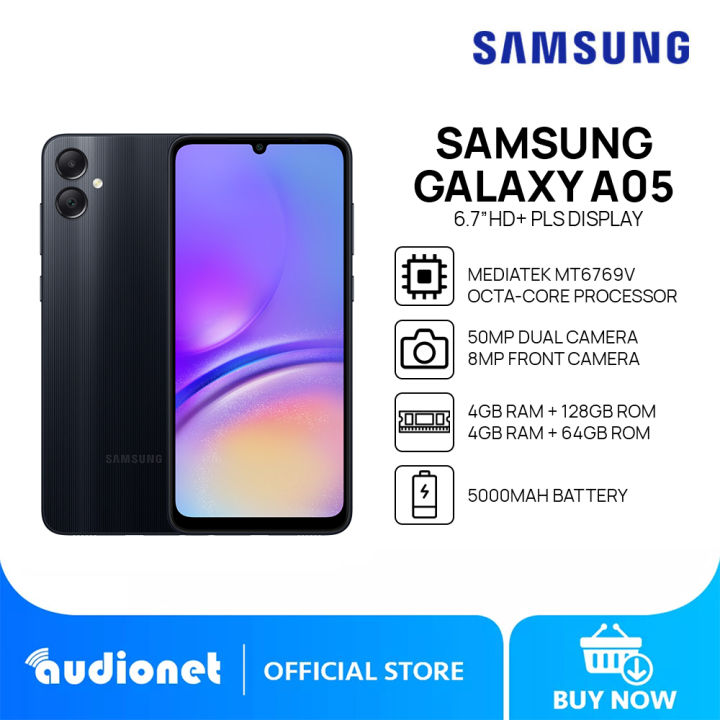 SAMSUNG
SAMSUNG
GALAXY A05
6.7” HD+ PLS DISPLAY
MEDIATEK MT6769V
OCTA-CORE PROCESSOR
50MP DUAL CAMERA
8MP FRONT CAMERA
4GB RAM + 128GB ROM
4GB RAM + 64GB ROM
5000MAH BATTERY
SAMSUNG
audionet
OFFICIAL STORE
BUY NOW